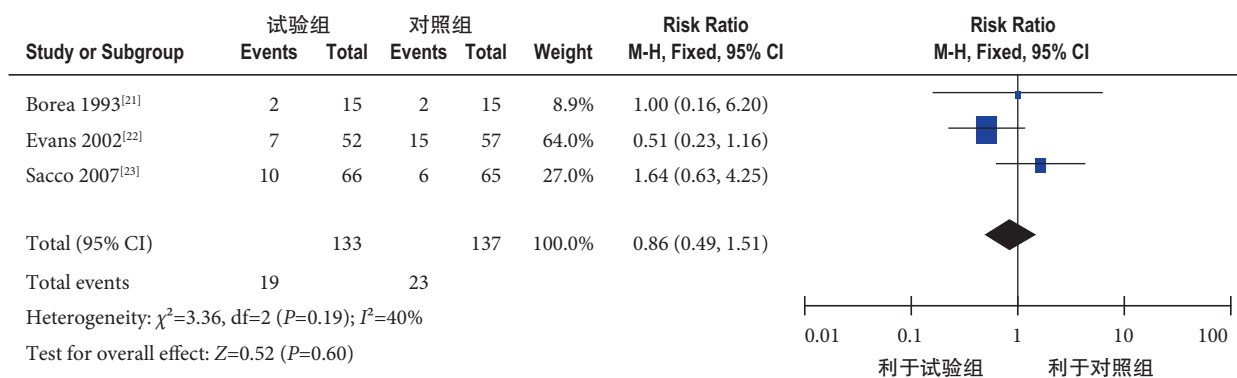 试验组 对照组 Risk Ratio Risk Ratio
Study or Subgroup Events Total Events Total Weight M-H, Fixed, 95% CI M-H, Fixed, 95% CI
Borea 1993[21] 2 15 2 15 8.9% 1.00 (0.16, 6.20)
Evans 2002[22] 7 52 15 57 64.0% 0.51 (0.23, 1.16)
Sacco 2007[23] 10 66 6 65 27.0% 1.64 (0.63, 4.25)
Total (95% CI) 133 137 100.0% 0.86 (0.49, 1.51)
Total events 19 23
Heterogeneity: χ²=3.36, df=2 (P=0.19); I²=40%
Test for overall effect: Z=0.52 (P=0.60)
0.01 0.1 1 10 100
利于试验组 利于对照组